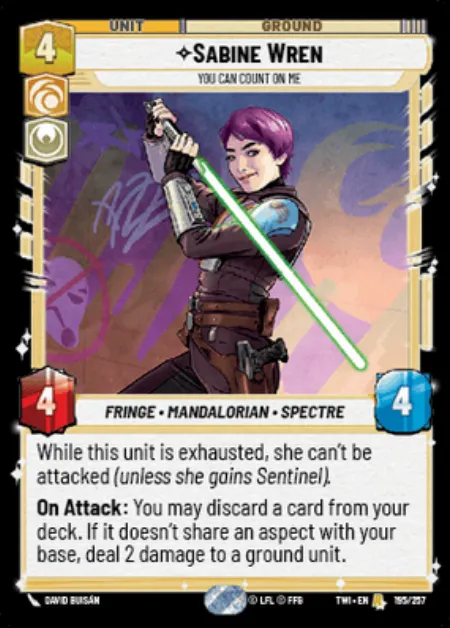 UNIT
GROUND
4
SABINE WREN
YOU CAN COUNT ON ME
4
4
FRINGE • MANDALORIAN • SPECTRE
While this unit is exhausted, she can't be
attacked (unless she gains Sentinel).
On Attack: You may discard a card from your
deck. If it doesn't share an aspect with your
base, deal 2 damage to a ground unit.
DAVID BUISÁN
© LFL © FFG
TWI • EN
195/257